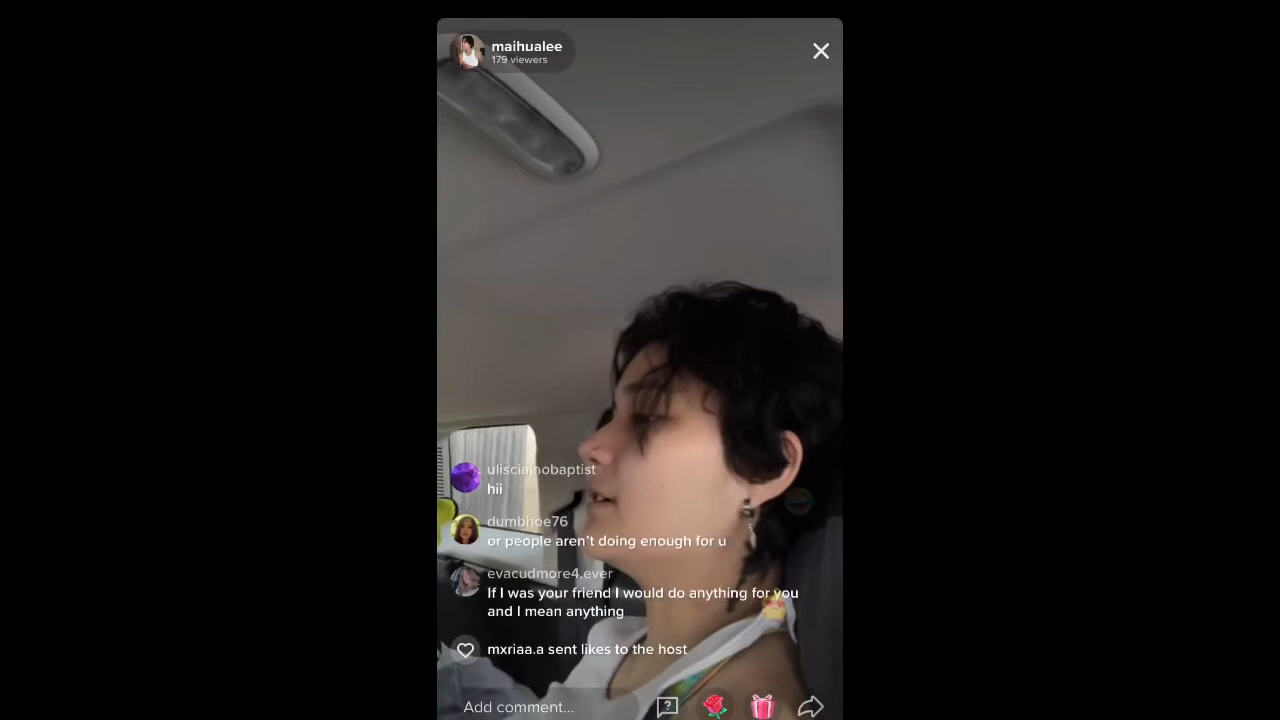 maihualee
179 viewers
ulisciajnobaptist
hii
dumbhoe76
or people aren't doing enough for u
evacudmore4.ever
If I was your friend I would do anything for you
and I mean anything
mxriaa.a sent likes to the host
Add comment...